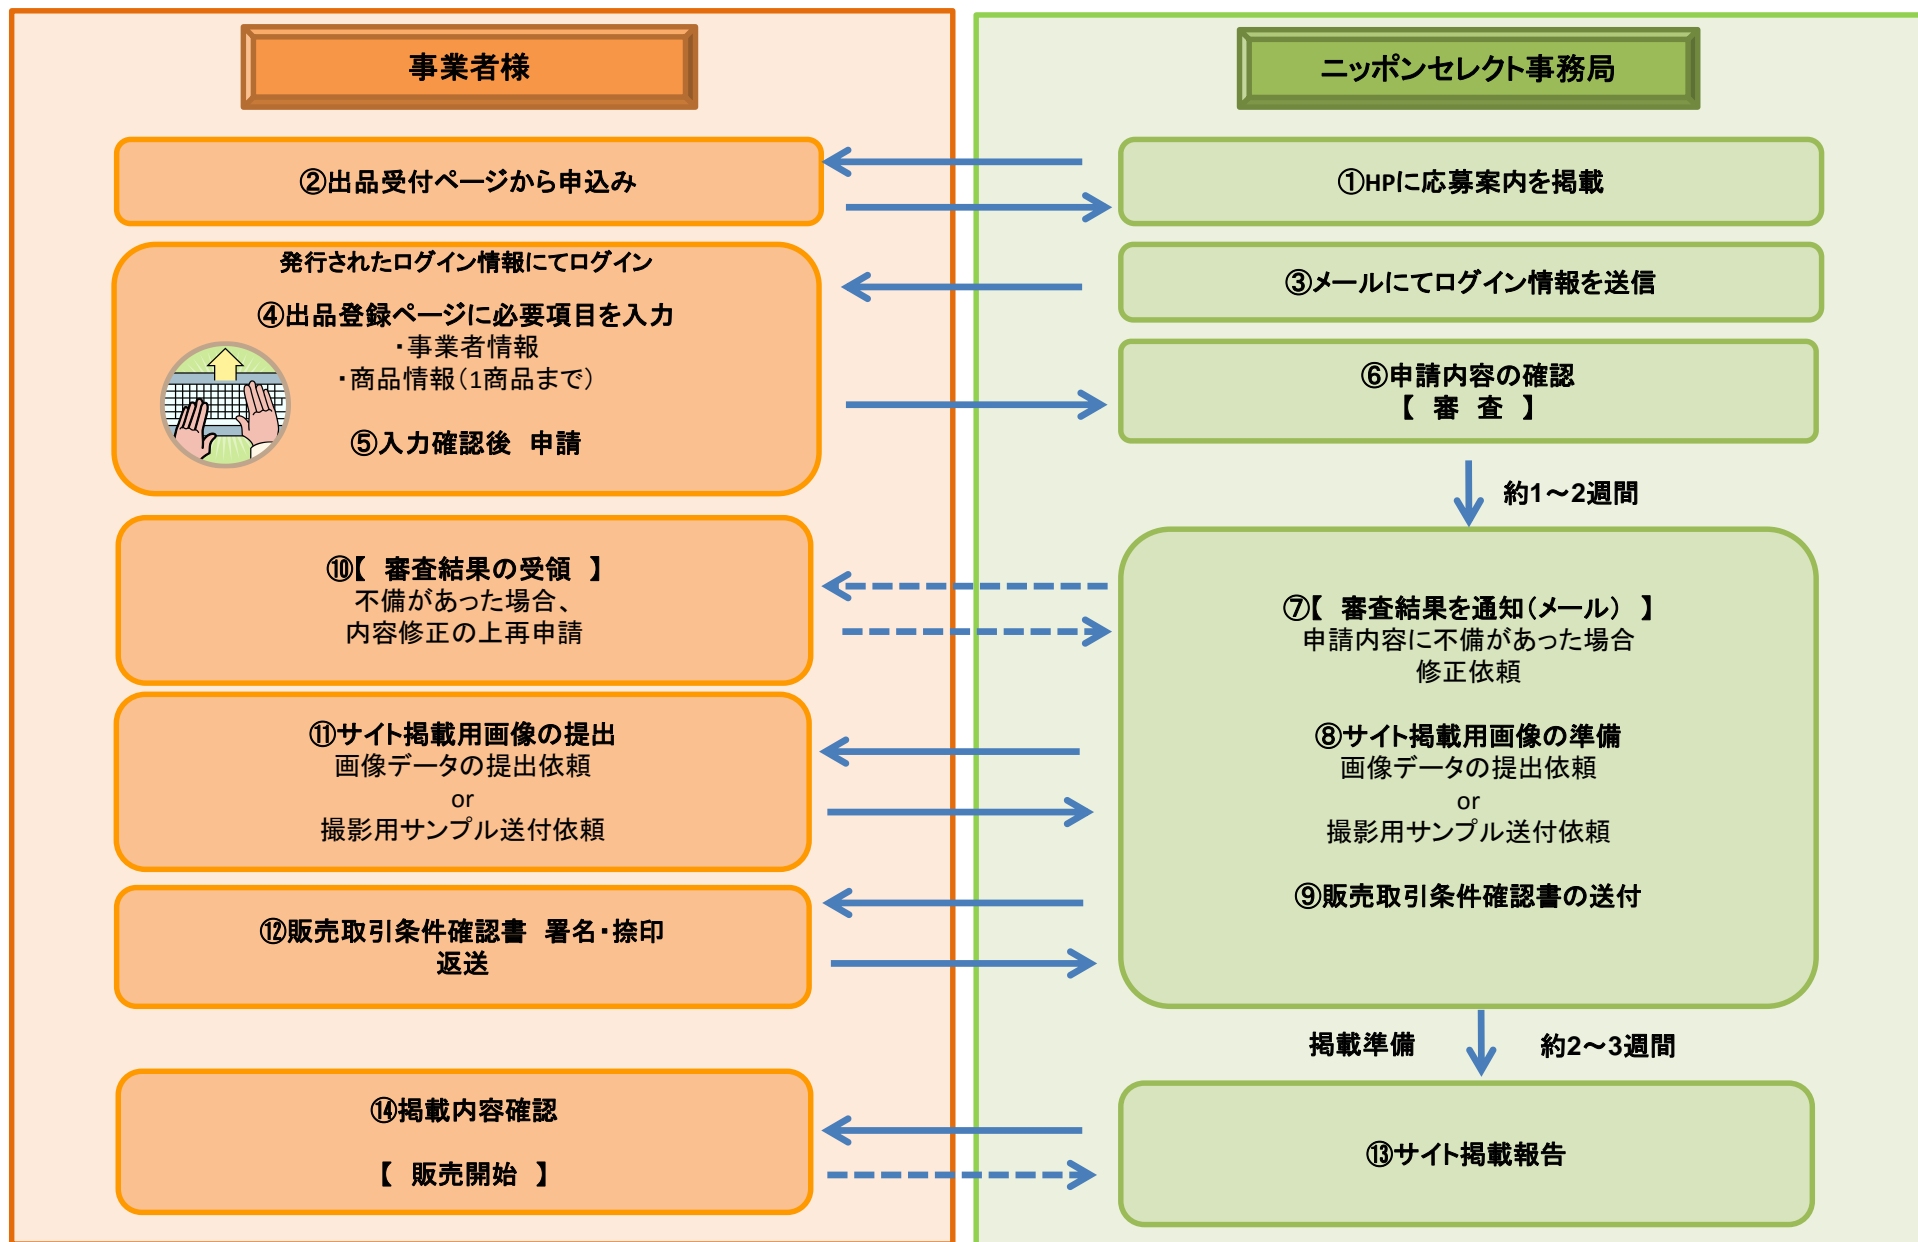 事業者様
②出品受付ページから申込み
発行されたログイン情報にてログイン
④出品登録ページに必要項目を入力
・事業者情報
・商品情報（1商品まで）
⑤入力確認後　申請
⑩【　審査結果の受領　】
不備があった場合、
内容修正の上再申請
⑪サイト掲載用画像の提出
画像データの提出依頼
or
撮影用サンプル送付依頼
⑫販売取引条件確認書　署名・捺印
返送
⑭掲載内容確認
【　販売開始　】
ニッポンセレクト事務局
①HPに応募案内を掲載
③メールにてログイン情報を送信
⑥申請内容の確認
【　審　査　】
約1～2週間
⑦【　審査結果を通知（メール）　】
申請内容に不備があった場合
修正依頼
⑧サイト掲載用画像の準備
画像データの提出依頼
or
撮影用サンプル送付依頼
⑨販売取引条件確認書の送付
掲載準備
約2～3週間
⑬サイト掲載報告